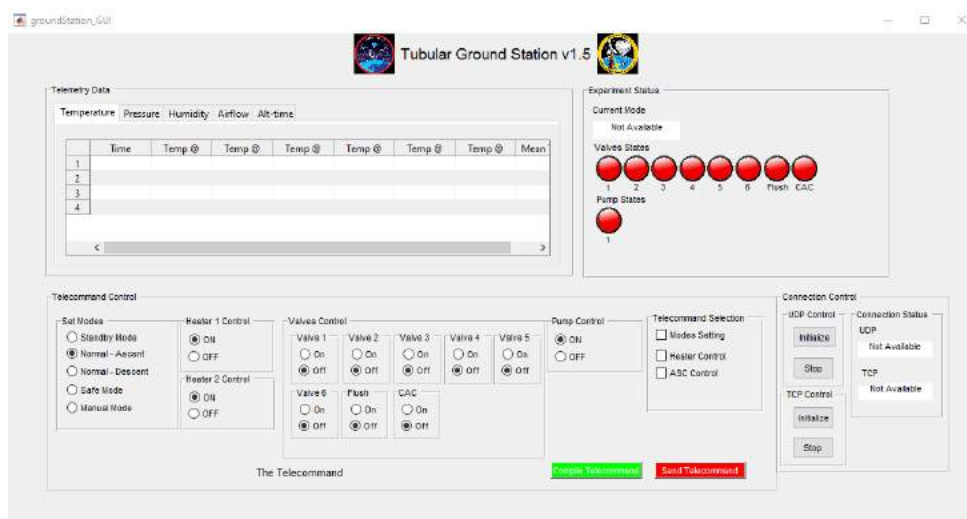 groundStation_GUI
Tubular Ground Station v1.5
Telemetry Data
Temperature Pressure Humidity Airflow Alt-time
Time Temp @ Temp @ Temp @ Temp @ Temp @ Temp @ Mean
1
2
3
4
Experiment Status
Current Mode
Not Available
Valves States
1 2 3 4 5 6 Flush CAC
Pump States
1
Telecommand Control
Set Modes
Standby Mode
Normal - Ascent
Normal - Descent
Safe Mode
Manual Mode
Heater 1 Control
ON
OFF
Heater 2 Control
ON
OFF
Valves Control
Valve 1 Valve 2 Valve 3 Valve 4 Valve 5
On On On On On
Off Off Off Off Off
Valve 6 Flush CAC
On On On
Off Off Off
Pump Control
ON
OFF
Telecommand Selection
Modes Setting
Heater Control
ASC Control
The Telecommand
Compile Telecommand
Send Telecommand
Connection Control
UDP Control
Initialize
Stop
TCP Control
Initialize
Stop
Connection Status
UDP
Not Available
TCP
Not Available